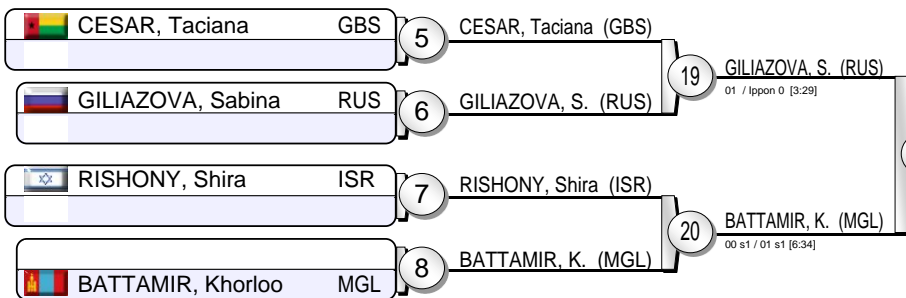 CESAR, Taciana GBS
5
CESAR, Taciana (GBS)
GILIAZOVA, Sabina RUS
6
GILIAZOVA, S. (RUS)
19
GILIAZOVA, S. (RUS)
01 / Ippon 0 [3:29]
RISHONY, Shira ISR
7
RISHONY, Shira (ISR)
BATTAMIR, Khorloo MGL
8
BATTAMIR, K. (MGL)
20
BATTAMIR, K. (MGL)
00 s1 / 01 s1 [6:34]